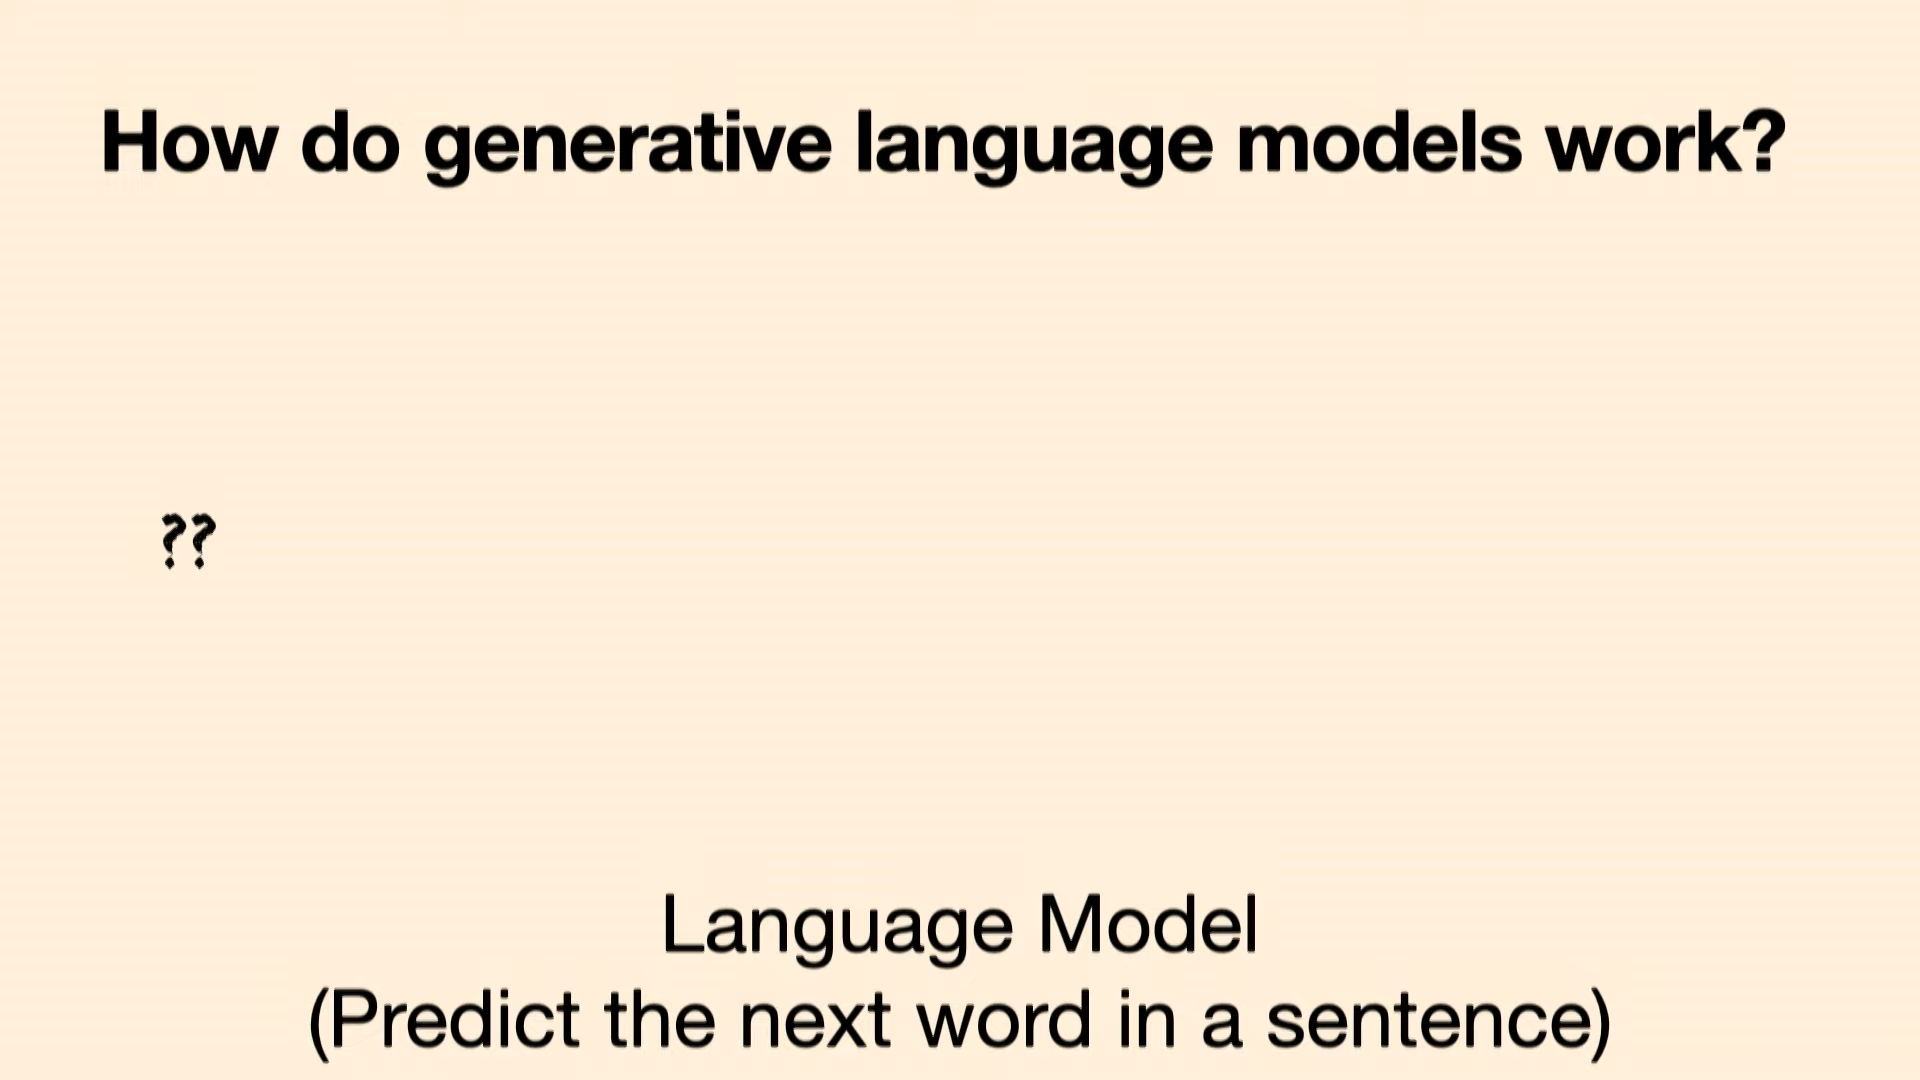 How do generative language models work?
??
Language Model
(Predict the next word in a sentence)